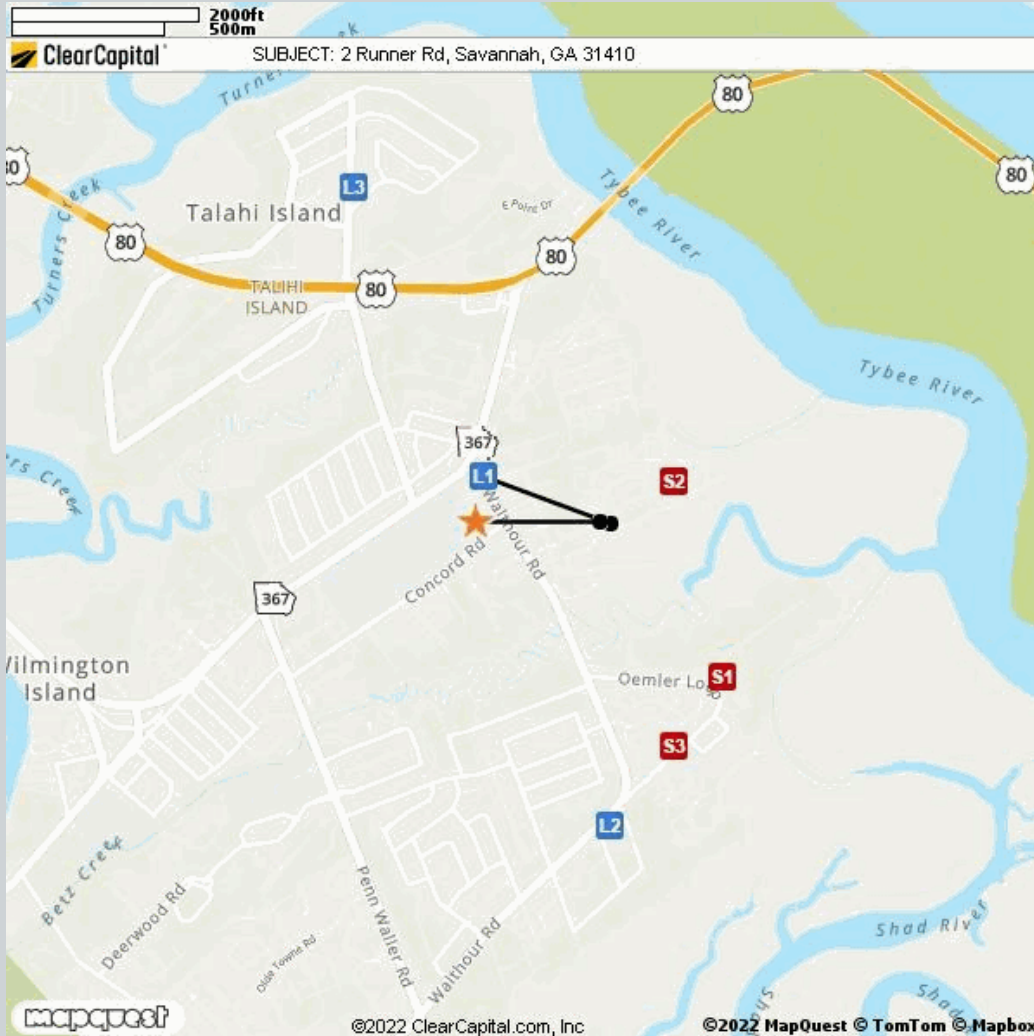 2000ft
500m
ClearCapital
SUBJECT: 2 Runner Rd, Savannah, GA 31410
80
80
80
80
80
80
L3
Talahi Island
E Point Dr
Tybee River
Turners Creek
TALIHI
ISLAND
Tybee River
367
L1
S2
Walthour Rd
Concord Rd
367
Wilmington
Island
Oemler Loop
S1
S3
L2
Betz Creek
Deerwood Rd
Penn Waller Rd
Olde Towne Rd
Walthour Rd
Shad River
Shad
mapquest
©2022 ClearCapital.com, Inc
©2022 MapQuest © TomTom © Mapbo